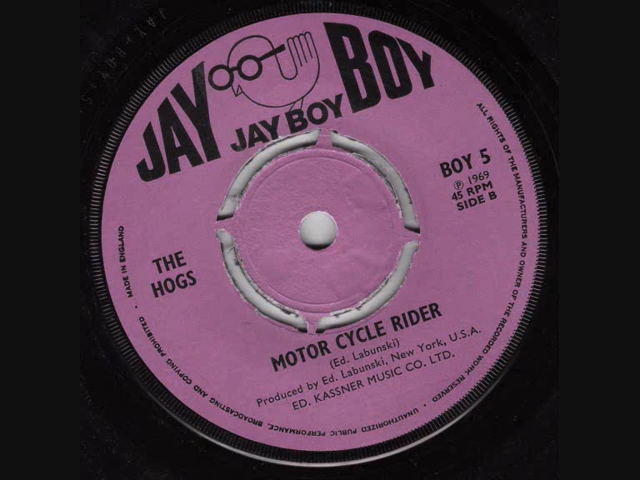 JAY BOY
JAY BOY
BOY 5
℗ 1969
45 RPM
SIDE B
THE
HOGS
MOTOR CYCLE RIDER
(Ed. Labunski)
Produced by Ed. Labunski, New York, U.S.A.
ED. KASSNER MUSIC CO. LTD.
ALL RIGHTS OF THE MANUFACTURERS AND OWNER OF THE RECORDED WORK RESERVED. • UNAUTHORIZED PUBLIC PERFORMANCE, BROADCASTING AND COPYING PROHIBITED • MADE IN ENGLAND